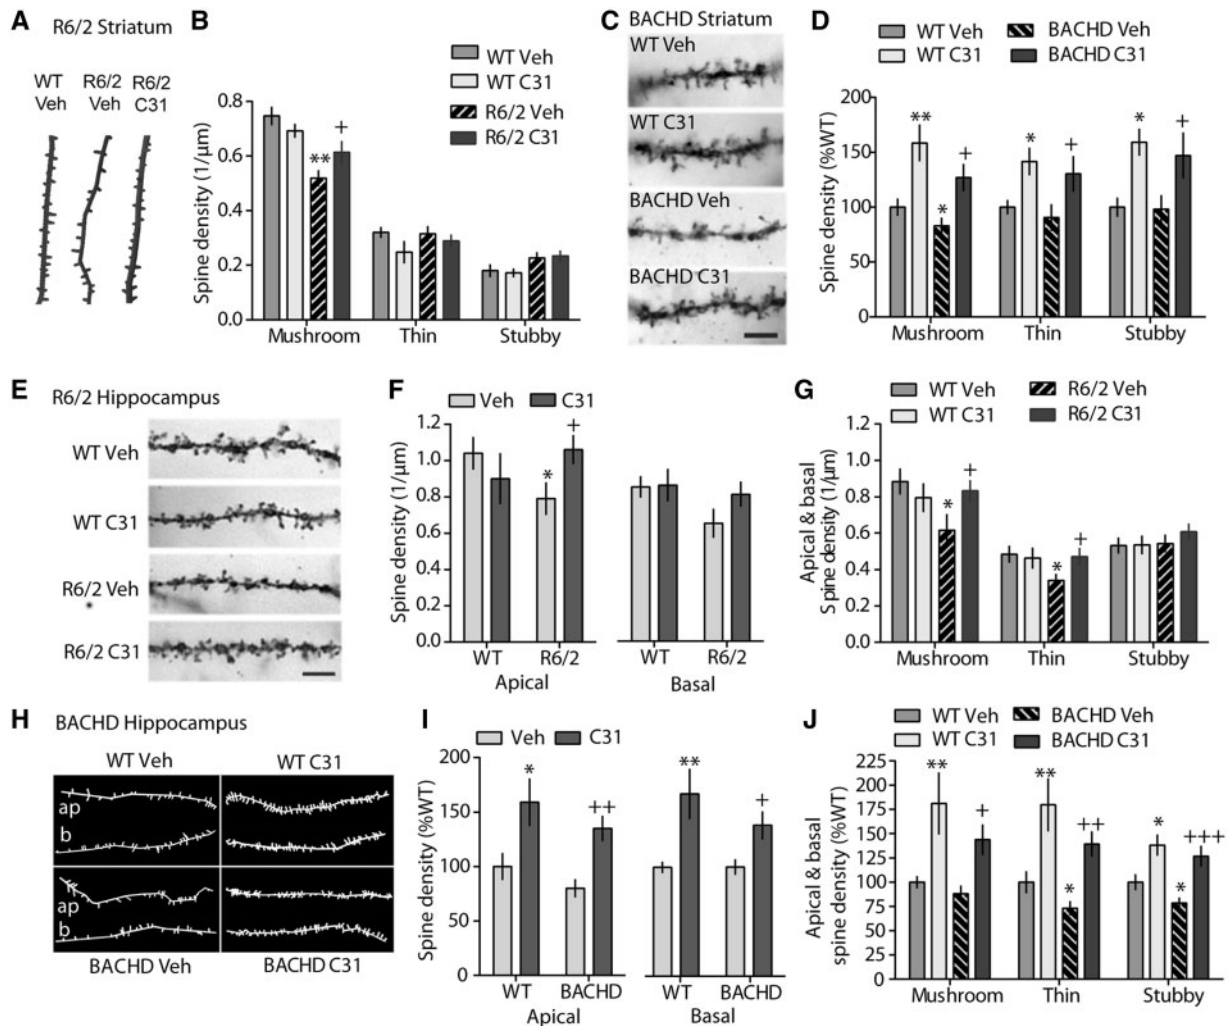 A R6/2 Striatum
WT Veh
R6/2 Veh
R6/2 C31
B
WT Veh
WT C31
R6/2 Veh
R6/2 C31
Spine density (1/μm)
0.8
0.6
0.4
0.2
0.0
**
+
Mushroom Thin Stubby
C BACHD Striatum
WT Veh
WT C31
BACHD Veh
BACHD C31
D
WT Veh BACHD Veh
WT C31 BACHD C31
Spine density (%WT)
200
150
100
50
0
** * + * + * +
Mushroom Thin Stubby
E R6/2 Hippocampus
WT Veh
WT C31
R6/2 Veh
*
R6/2 C31
F
Veh C31
Spine density (1/μm)
1.2
1.0
0.8
0.6
0.4
0.2
0.0
* +
WT R6/2 WT R6/2
Apical Basal
G
WT Veh R6/2 Veh
WT C31 R6/2 C31
Apical & basal
Spine density (1/μm)
1.2
1.0
0.8
0.6
0.4
0.2
0.0
* + * +
Mushroom Thin Stubby
H BACHD Hippocampus
WT Veh WT C31
ap
b
ap
b
BACHD Veh BACHD C31
I
Veh C31
Spine density (%WT)
200
150
100
50
0
* ++ ** +
WT BACHD WT BACHD
Apical Basal
J
WT Veh BACHD Veh
WT C31 BACHD C31
Apical & basal
spine density (%WT)
225
200
175
150
125
100
75
50
25
0
** + ** * ++ * * +++
Mushroom Thin Stubby